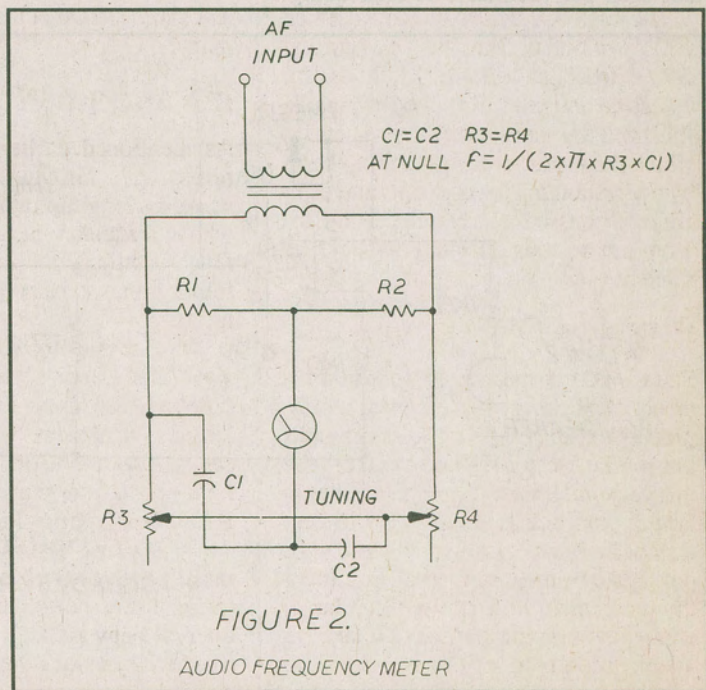 AF
INPUT
C1=C2 R3=R4
AT NULL F=1/(2×π×R3×C1)
R1
R2
C1
TUNING
R3
R4
C2
FIGURE 2.
AUDIO FREQUENCY METER